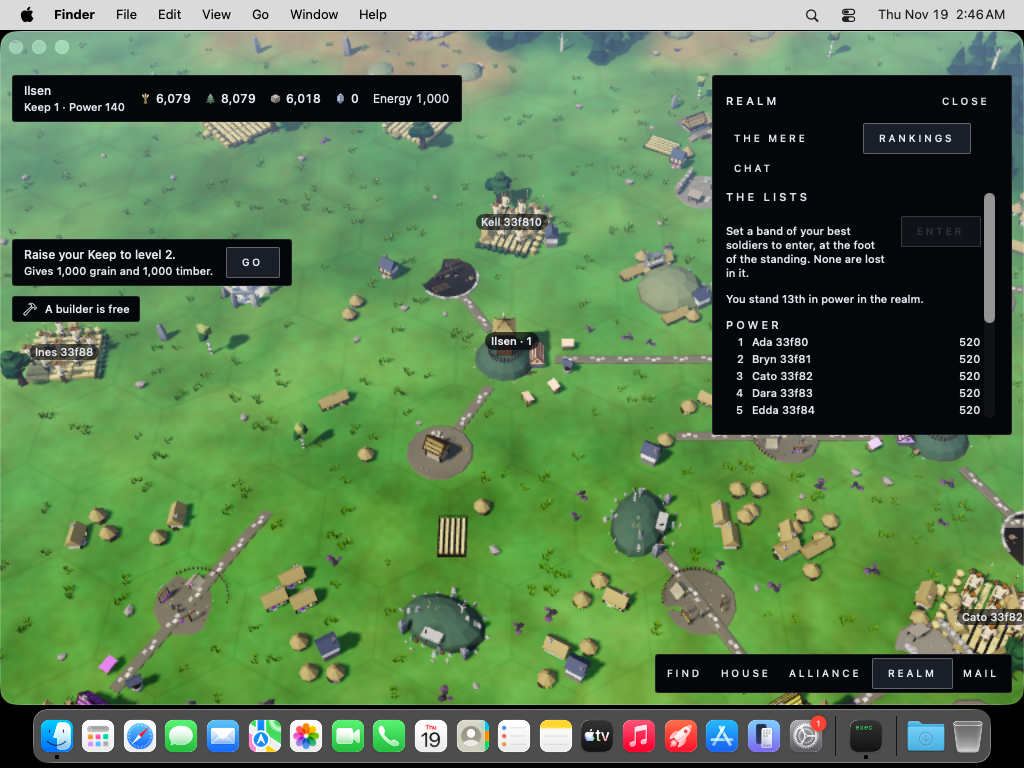 Finder File Edit View Go Window Help
Thu Nov 19 2:46 AM
Ilsen
Keep 1 · Power 140
6,079
8,079
6,018
0
Energy 1,000
REALM
CLOSE
THE MERE
RANKINGS
CHAT
THE LISTS
Set a band of your best
soldiers to enter, at the foot
of the standing. None are lost
in it.
ENTER
You stand 13th in power in the realm.
POWER
1 Ada 33f80 520
2 Bryn 33f81 520
3 Cato 33f82 520
4 Dara 33f83 520
5 Edda 33f84 520
Raise your Keep to level 2.
Gives 1,000 grain and 1,000 timber.
GO
A builder is free
Kell 33f810
Ilsen · 1
Ines 33f88
Cato 33f82
FIND HOUSE ALLIANCE REALM MAIL
Thu
19
tv
1
exec